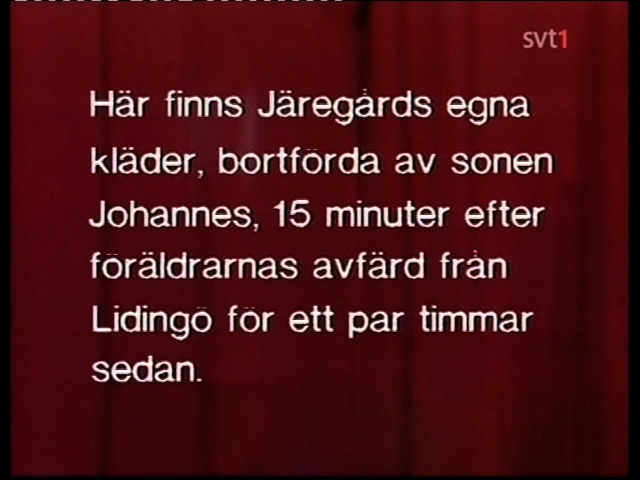 svt1
Här finns Järegårds egna
kläder, bortförda av sonen
Johannes, 15 minuter efter
föräldrarnas avfärd från
Lidingö för ett par timmar
sedan.